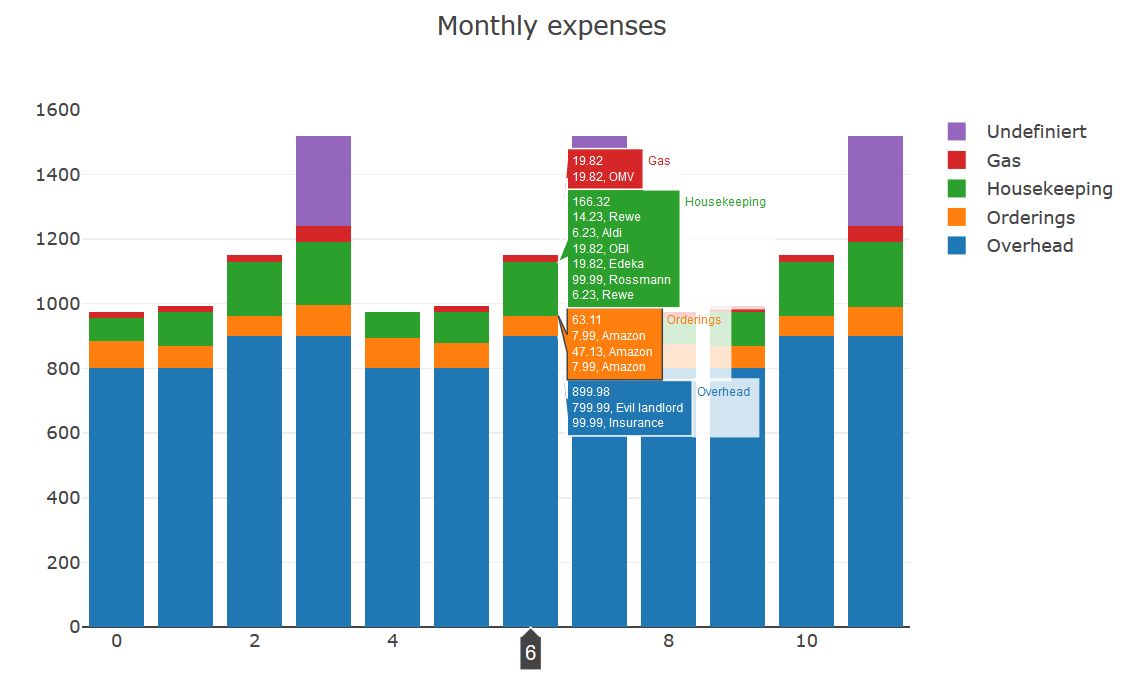 Monthly expenses
1600
1400
1200
1000
800
600
400
200
0
0
2
4
6
8
10
19.82
19.82, OMV
Gas
166.32
14.23, Rewe
6.23, Aldi
19.82, OBI
19.82, Edeka
99.99, Rossmann
6.23, Rewe
Housekeeping
63.11
7.99, Amazon
47.13, Amazon
7.99, Amazon
Orderings
899.98
799.99, Evil landlord
99.99, Insurance
Overhead
Undefiniert
Gas
Housekeeping
Orderings
Overhead